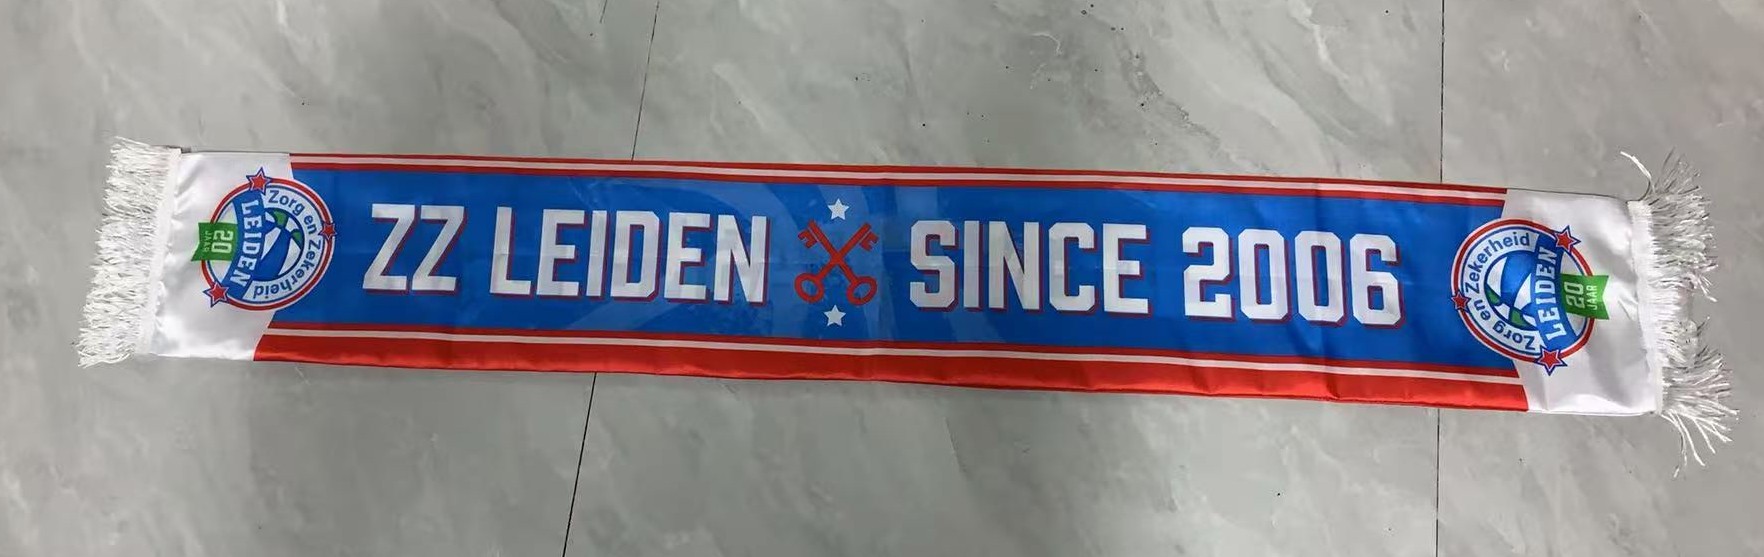 Zorg en Zekerheid
LEIDEN
20
JAAR
ZZ LEIDEN SINCE 2006
Zorg en Zekerheid
LEIDEN
20
JAAR